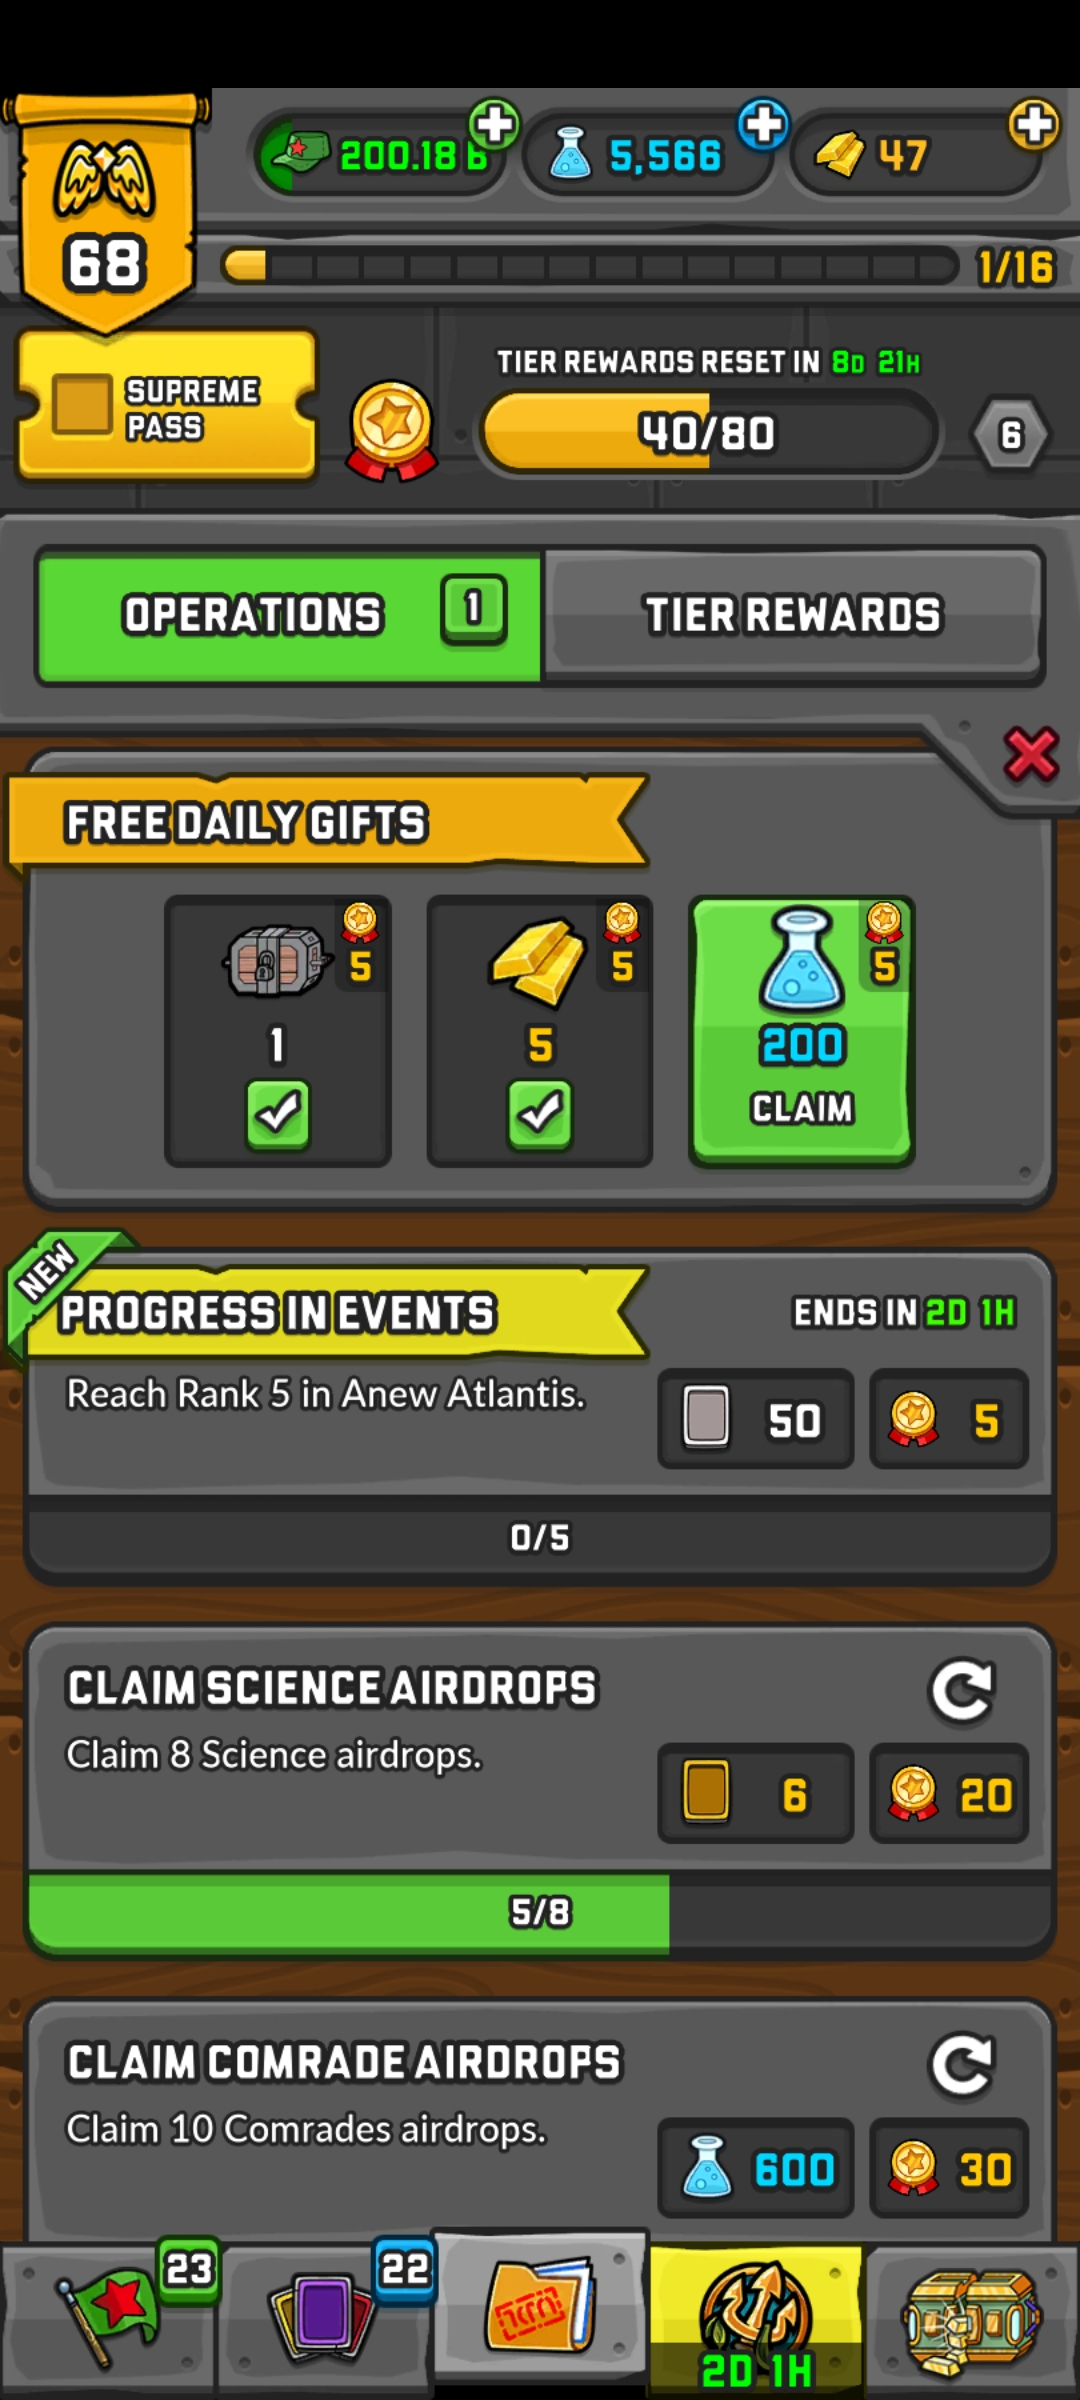 200.18 B
5,566
47
68
1/16
SUPREME
PASS
TIER REWARDS RESET IN 8D 21H
40/80
6
OPERATIONS 1
TIER REWARDS
FREE DAILY GIFTS
5
5
5
1
5
200
CLAIM
NEW
PROGRESS IN EVENTS
ENDS IN 2D 1H
Reach Rank 5 in Anew Atlantis.
50
5
0/5
CLAIM SCIENCE AIRDROPS
Claim 8 Science airdrops.
6
20
5/8
CLAIM COMRADE AIRDROPS
Claim 10 Comrades airdrops.
600
30
23
22
2D 1H